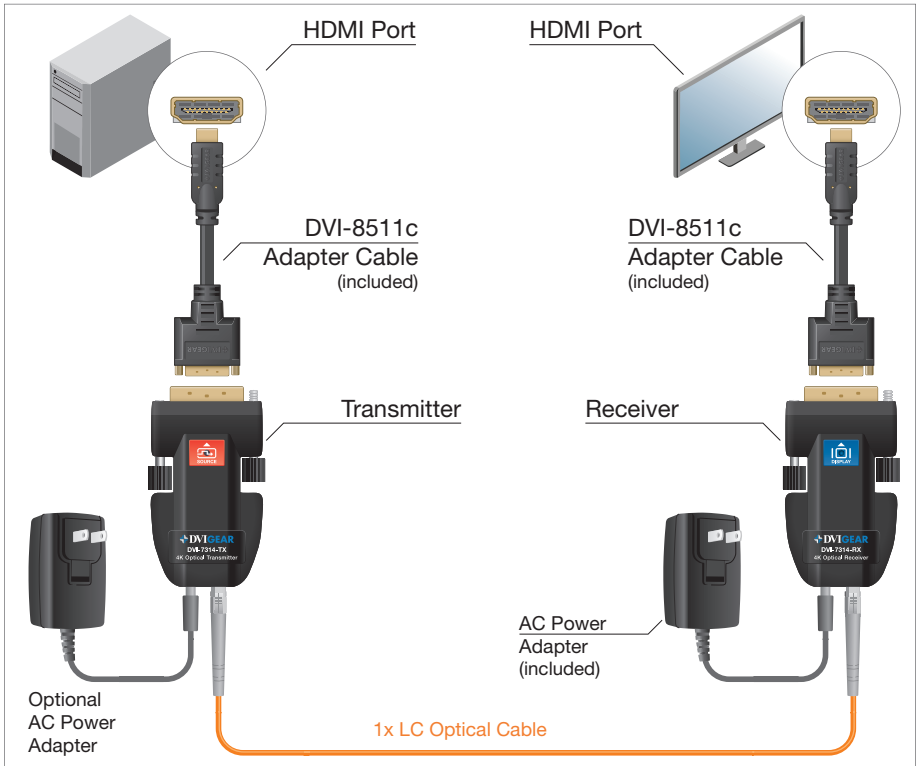 HDMI Port
HDMI Port
DVI-8511c
Adapter Cable
(included)
DVI-8511c
Adapter Cable
(included)
DVIGEAR
DVIGEAR
Transmitter
Receiver
SOURCE
DISPLAY
DVIGEAR
DVI-7314-TX
4K Optical Transmitter
DVIGEAR
DVI-7314-RX
4K Optical Receiver
AC Power
Adapter
(included)
Optional
AC Power
Adapter
1x LC Optical Cable